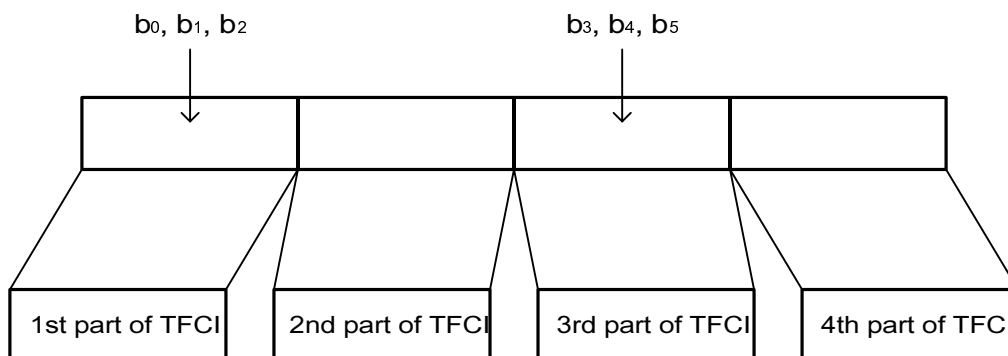 b0, b1, b2
b3, b4, b5
1st part of TFCI
2nd part of TFCI
3rd part of TFCI
4th part of TFC